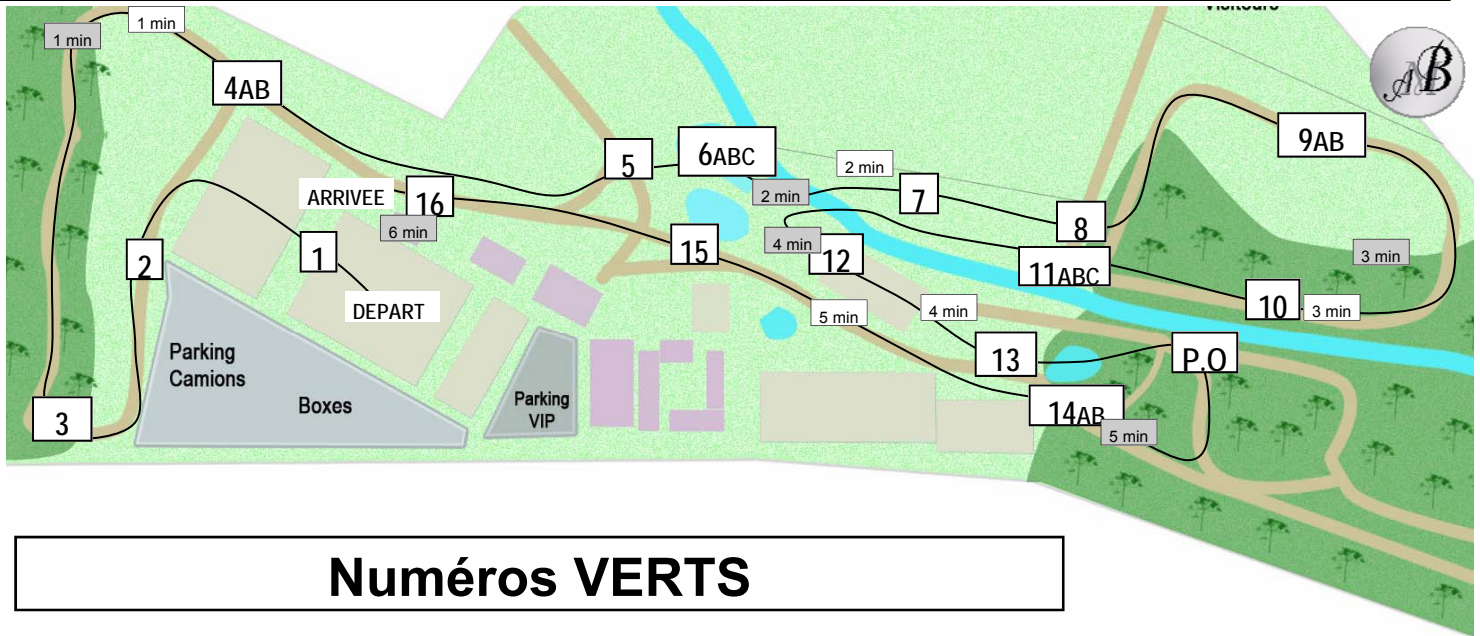 Visiteurs
1 min
1 min
4AB
5
6ABC
2 min
2 min
7
8
9AB
ARRIVEE
16
6 min
15
4 min
12
11ABC
3 min
10
3 min
2
1
DEPART
5 min
4 min
13
P.O
Parking
Camions
Boxes
Parking
VIP
3
14AB
5 min
Numéros VERTS